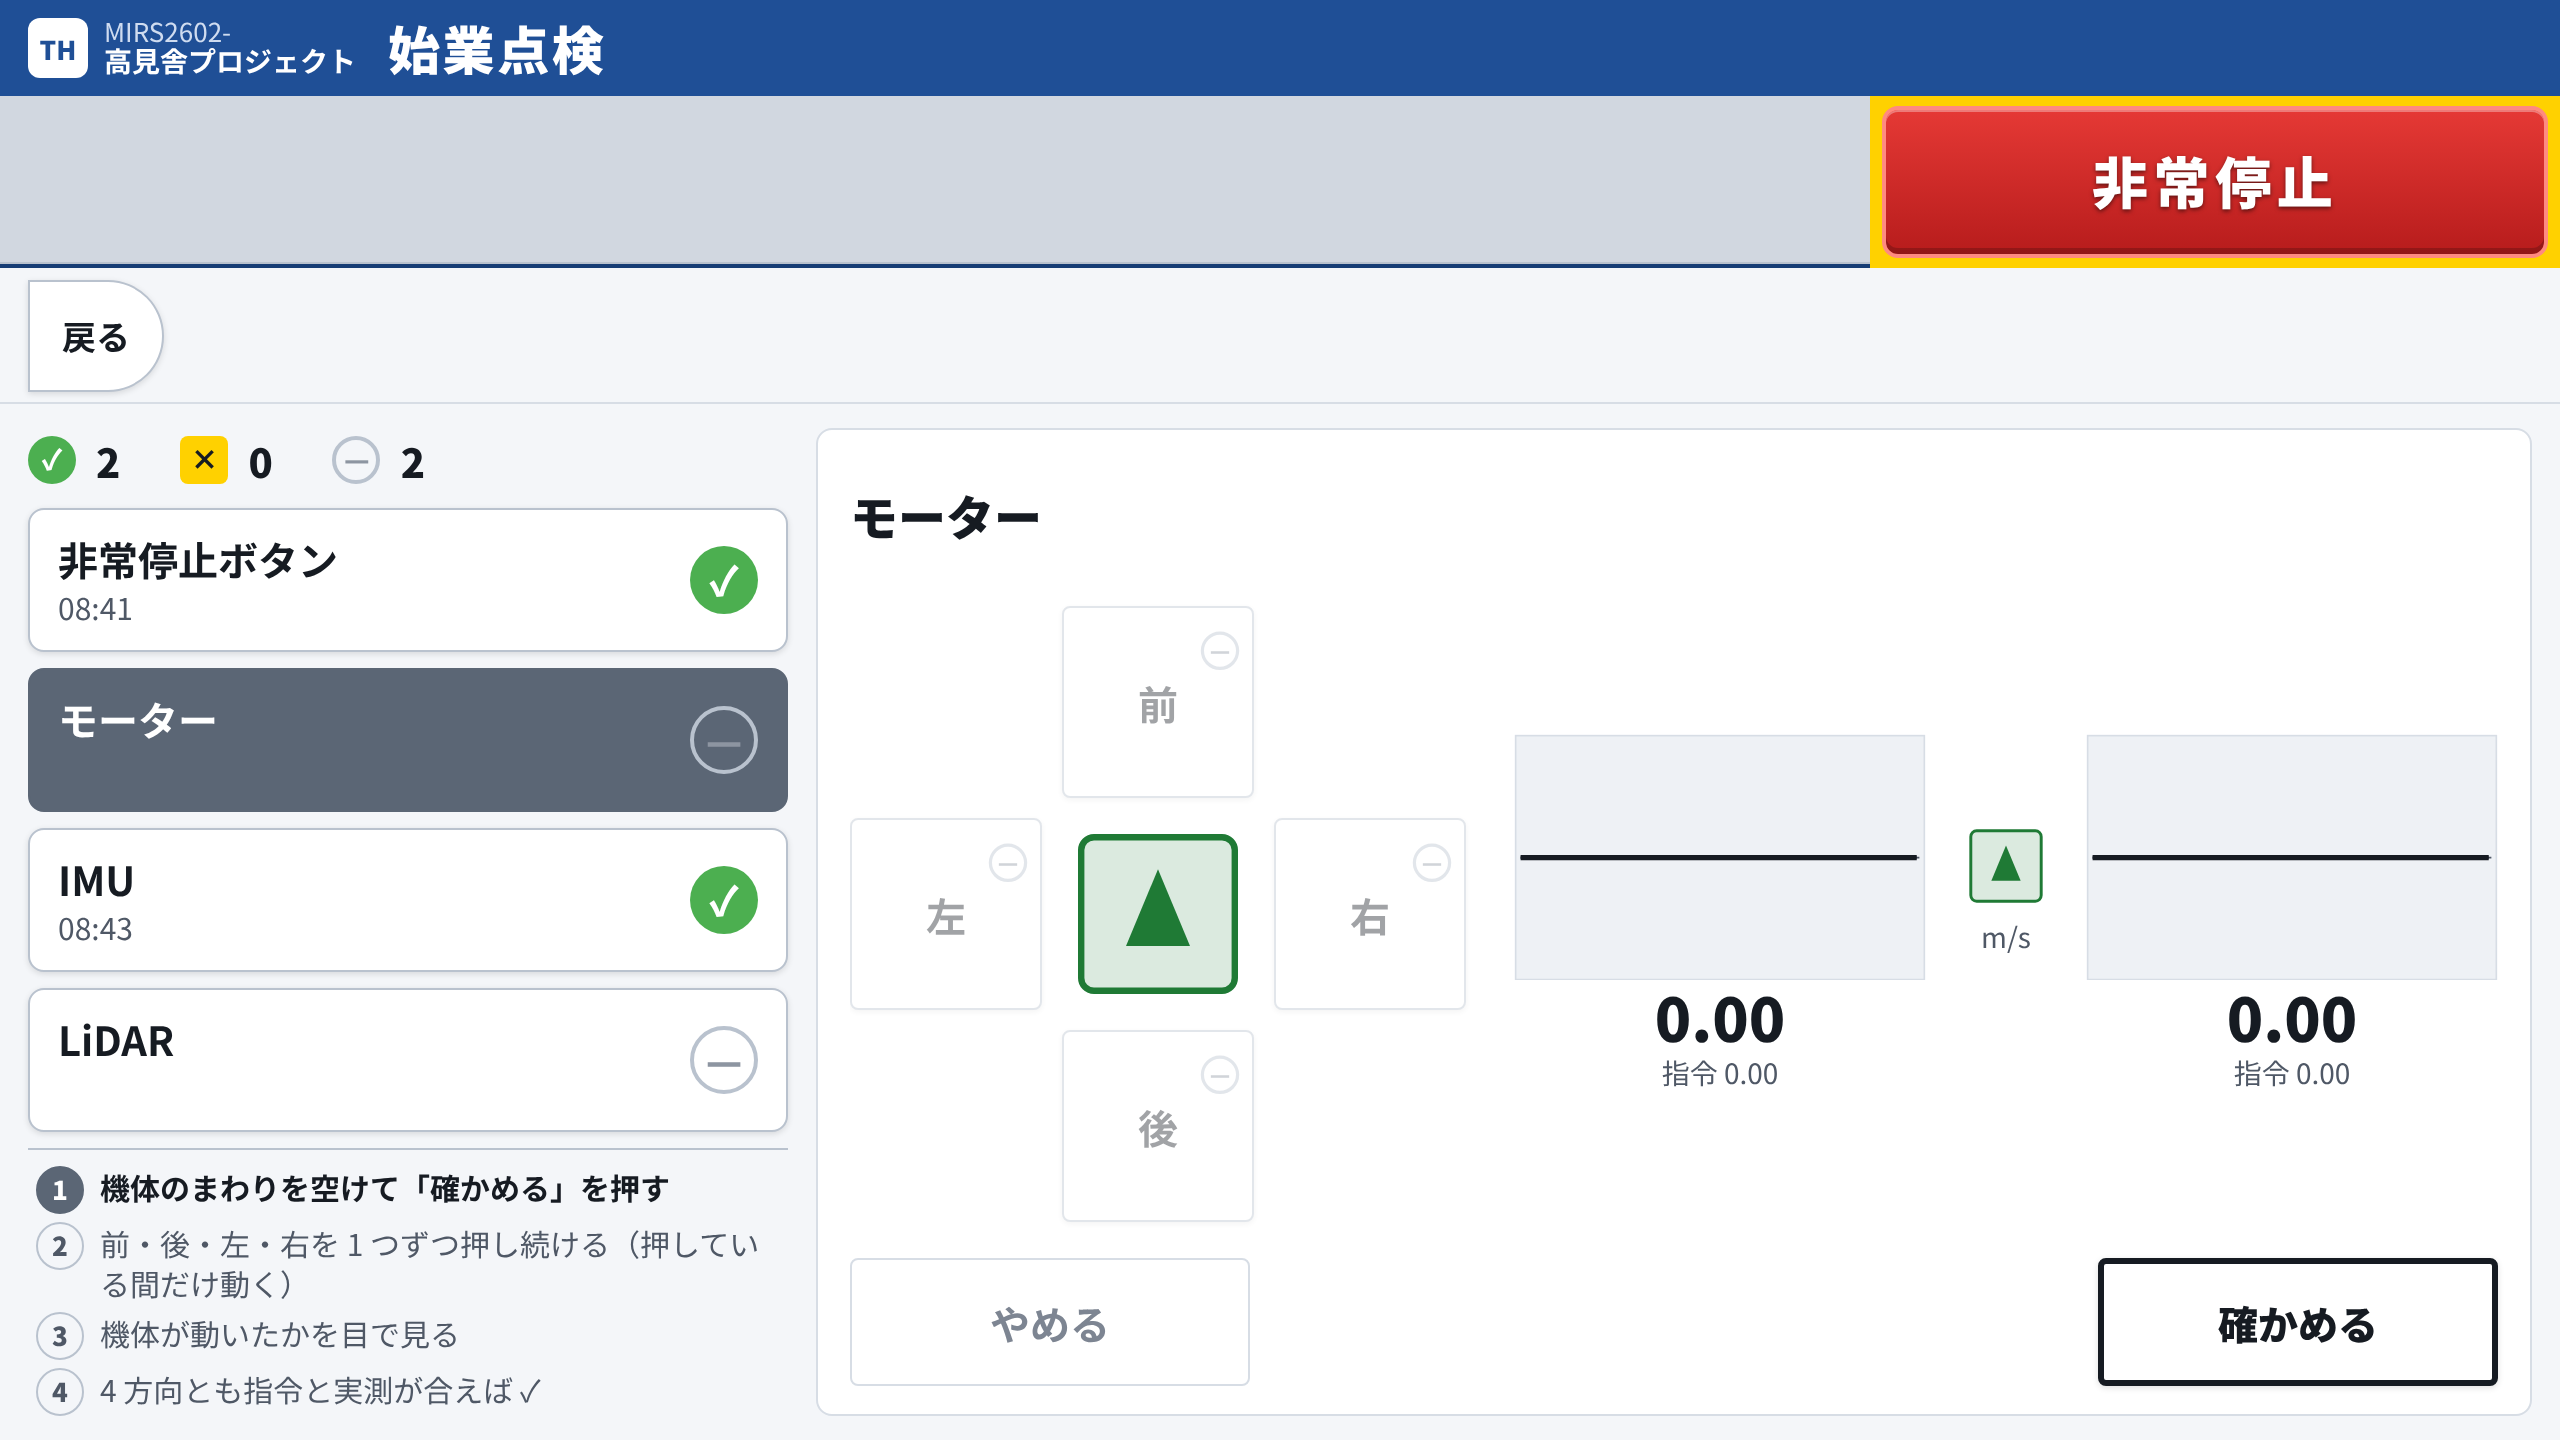 TH
MIRS2602-
高見舎プロジェクト
始業点検
非常停止
戻る
✓ 2 × 0 − 2
非常停止ボタン
08:41
モーター
IMU
08:43
LiDAR
1 機体のまわりを空けて「確かめる」を押す
2 前・後・左・右を 1 つずつ押し続ける（押してい
る間だけ動く）
3 機体が動いたかを目で見る
4 4 方向とも指令と実測が合えば ✓
モーター
前
左
右
後
m/s
0.00
指令 0.00
0.00
指令 0.00
やめる
確かめる